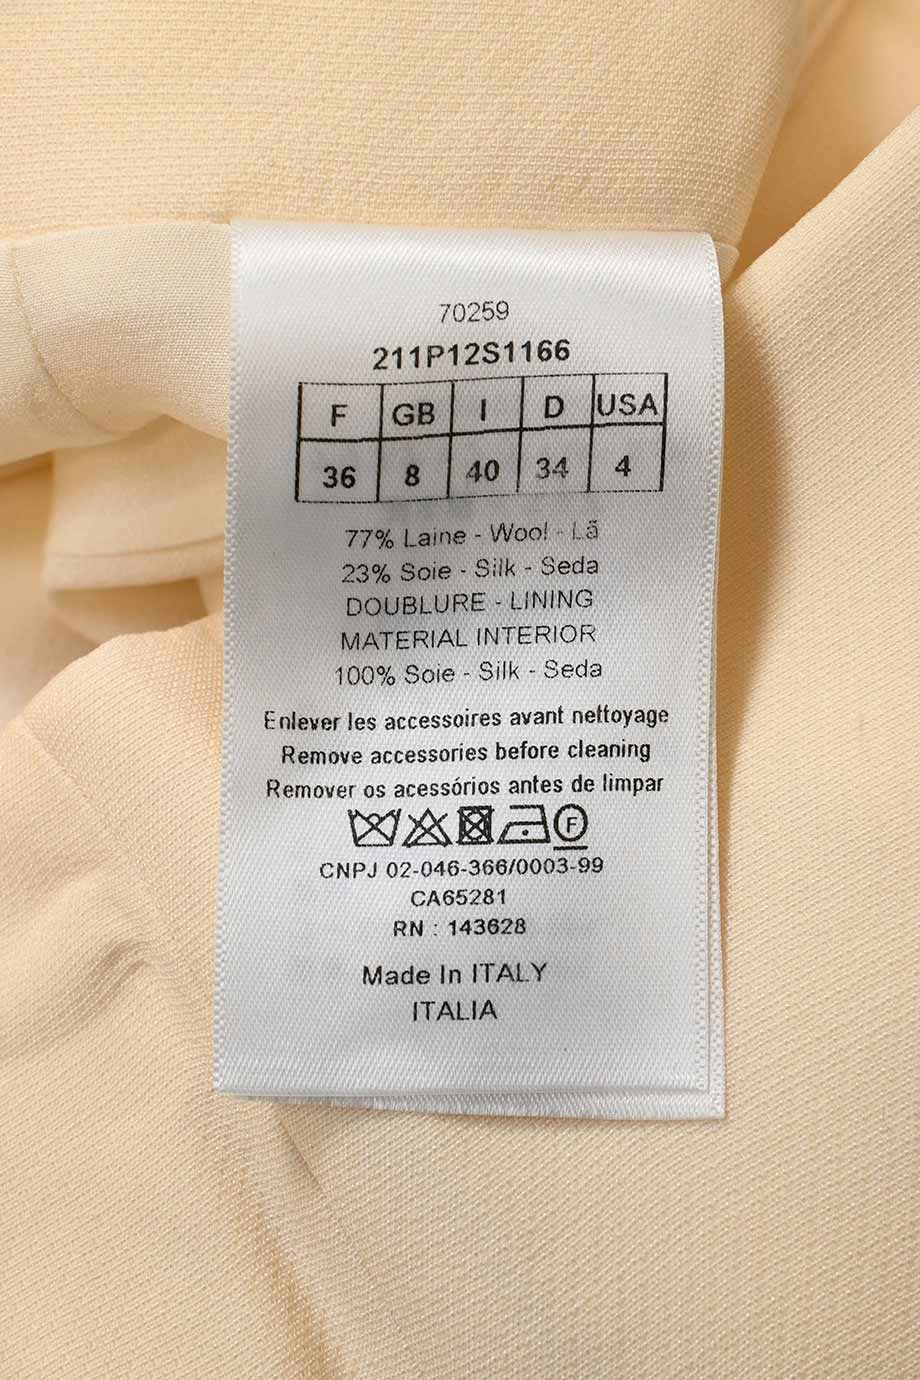 70259
211P12S1166
F GB I D USA
36 8 40 34 4
77% Laine - Wool - Lã
23% Soie - Silk - Seda
DOUBLURE - LINING
MATERIAL INTERIOR
100% Soie - Silk - Seda
Enlever les accessoires avant nettoyage
Remove accessories before cleaning
Remover os acessórios antes de limpar
F
CNPJ 02-046-366/0003-99
CA65281
RN : 143628
Made In ITALY
ITALIA